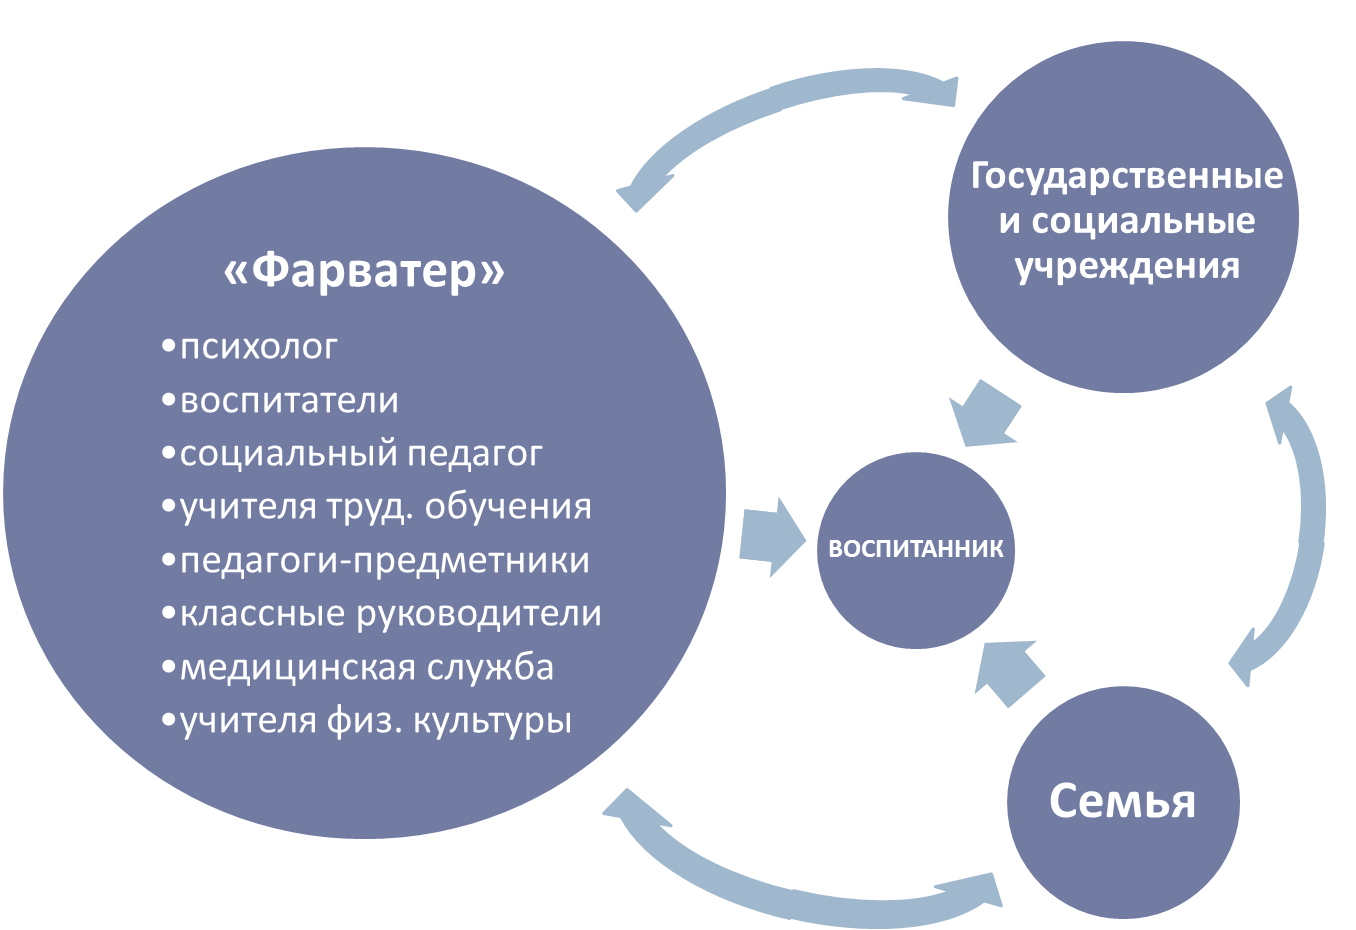 «Фарватер»
•психолог
•воспитатели
•социальный педагог
•учителя труд. обучения
•педагоги-предметники
•классные руководители
•медицинская служба
•учителя физ. культуры
Государственные
и социальные
учреждения
ВОСПИТАННИК
Семья